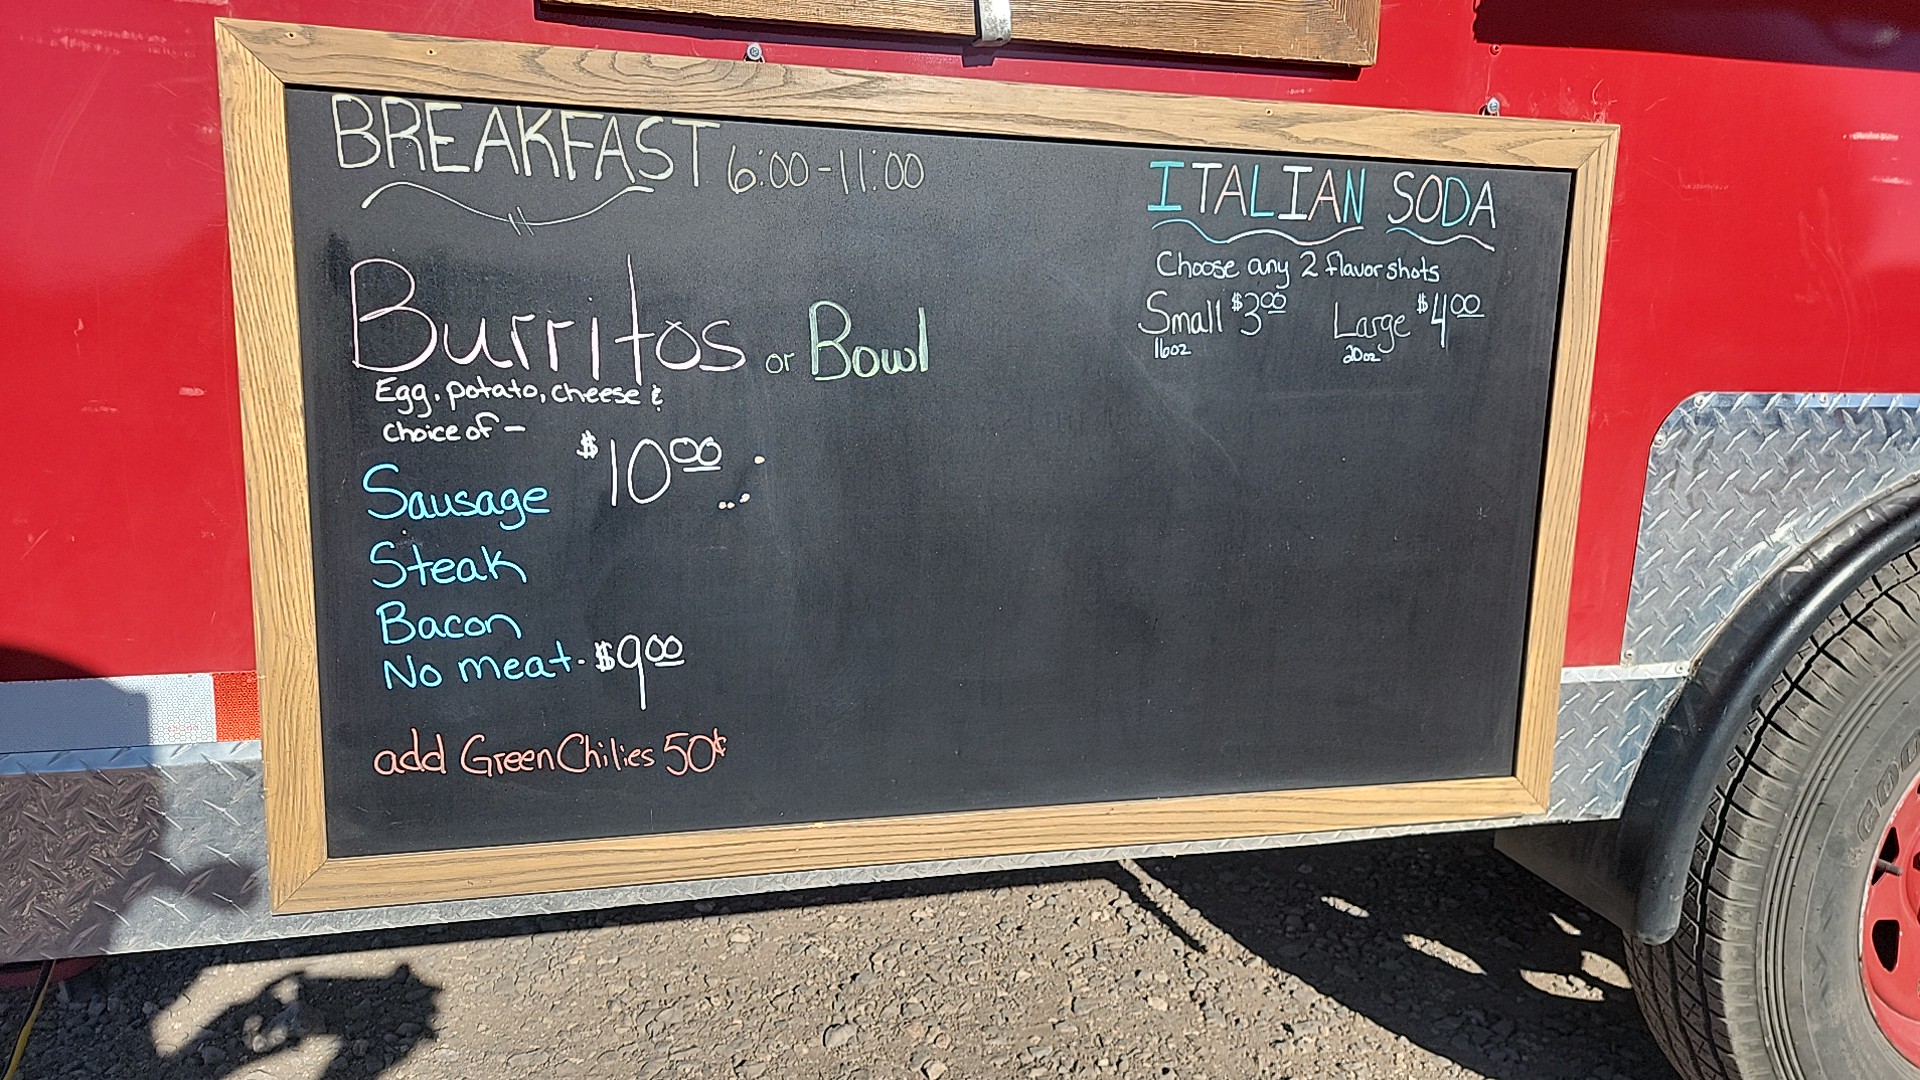 BREAKFAST 6:00-11:00
Burritos or Bowl
Egg, potato, cheese &
choice of -
$10.00
Sausage
Steak
Bacon
No meat - $9.00
add Green Chilies 50¢
ITALIAN SODA
Choose any 2 flavor shots
Small $3.00 Large $4.00
16oz 20oz